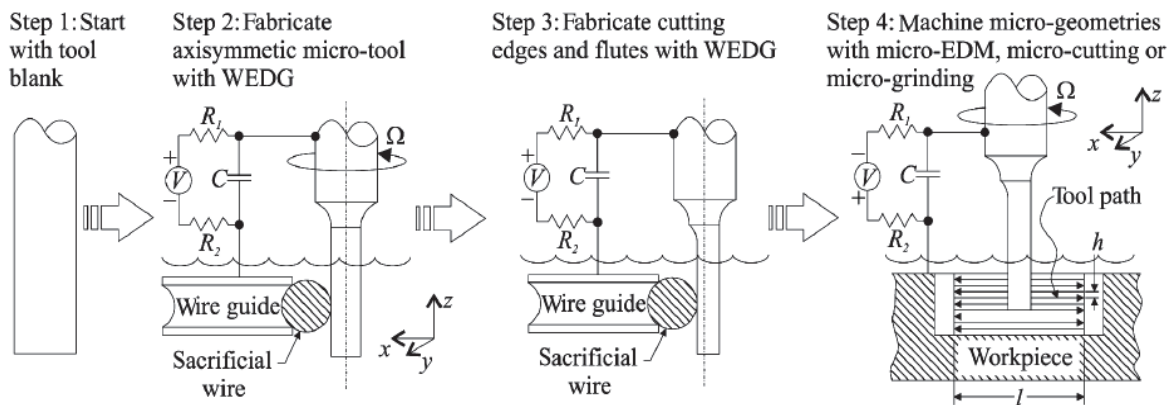 Step 1: Start
with tool
blank
Step 2: Fabricate
axisymmetic micro-tool
with WEDG
Step 3: Fabricate cutting
edges and flutes with WEDG
Step 4: Machine micro-geometries
with micro-EDM, micro-cutting or
micro-grinding
R1
Ω
+
V
−
C
R2
Wire guide
Sacrificial
wire
z
x
y
R1
+
V
−
C
R2
Wire guide
Sacrificial
wire
R1
Ω
z
x
y
−
V
+
C
R2
Tool path
h
Workpiece
l